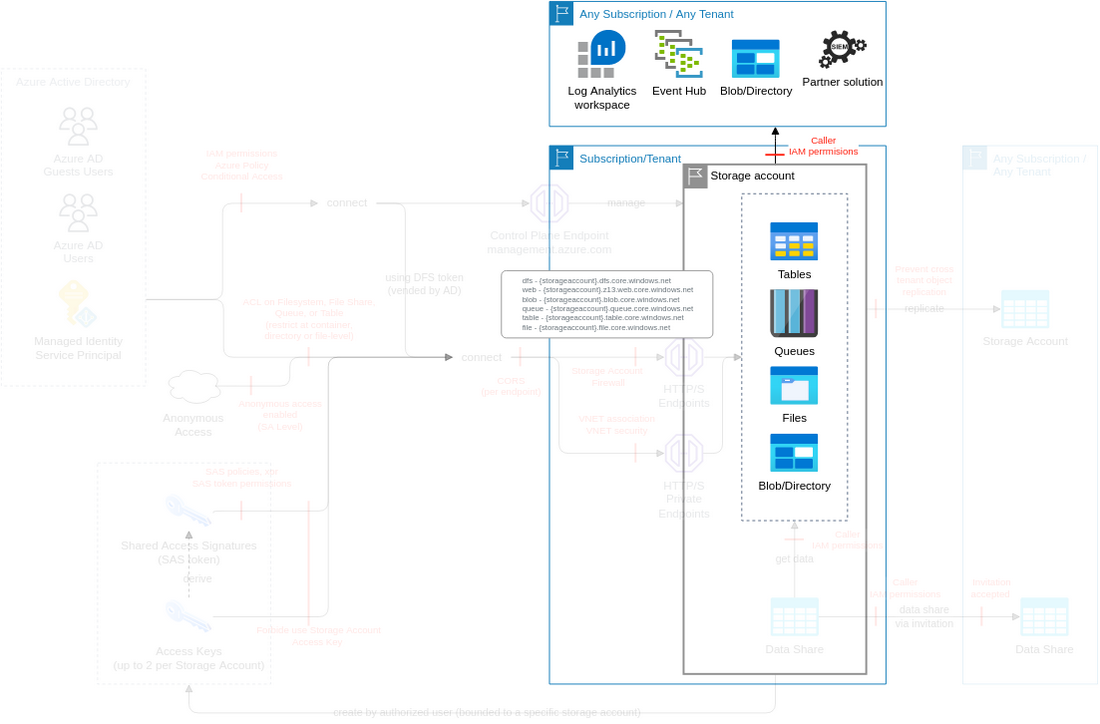 Any Subscription / Any Tenant
SIEM
Log Analytics
workspace
Event Hub
Blob/Directory
Partner solution
Caller
IAM perrmisions
Azure Active Directory
Azure AD
Guests Users
Azure AD
Users
Managed Identity
Service Principal
IAM permissions
Azure Policy
Conditional Access
connect
using DFS token
(vended by AD)
ACL on Filesystem, File Share,
Queue, or Table
(restrict at container,
directory or file-level)
Anonymous
Access
Anonymous access
enabled
(SA Level)
connect
CORS
(per endpoint)
Subscription/Tenant
Control Plane Endpoint
management.azure.com
manage
dfs - {storageaccount}.dfs.core.windows.net
web - {storageaccount}.z13.web.core.windows.net
blob - {storageaccount}.blob.core.windows.net
queue - {storageaccount}.queue.core.windows.net
table - {storageaccount}.table.core.windows.net
file - {storageaccount}.file.core.windows.net
Storage Account
Firewall
HTTP/S
Endpoints
VNET association
VNET security
HTTP/S
Private
Endpoints
Storage account
Tables
Queues
Files
Blob/Directory
Caller
IAM permissions
get data
Data Share
Any Subscription /
Any Tenant
Prevent cross
tenant object
replication
replicate
Storage Account
Caller
IAM permissions
Invitation
accepted
data share
via invitation
Data Share
SAS token permissions
Shared Access Signatures
(SAS token)
derive
Access Keys
(up to 2 per Storage Account)
use Storage Account
Access Key
create by authorized user (bounded to a specific storage account)